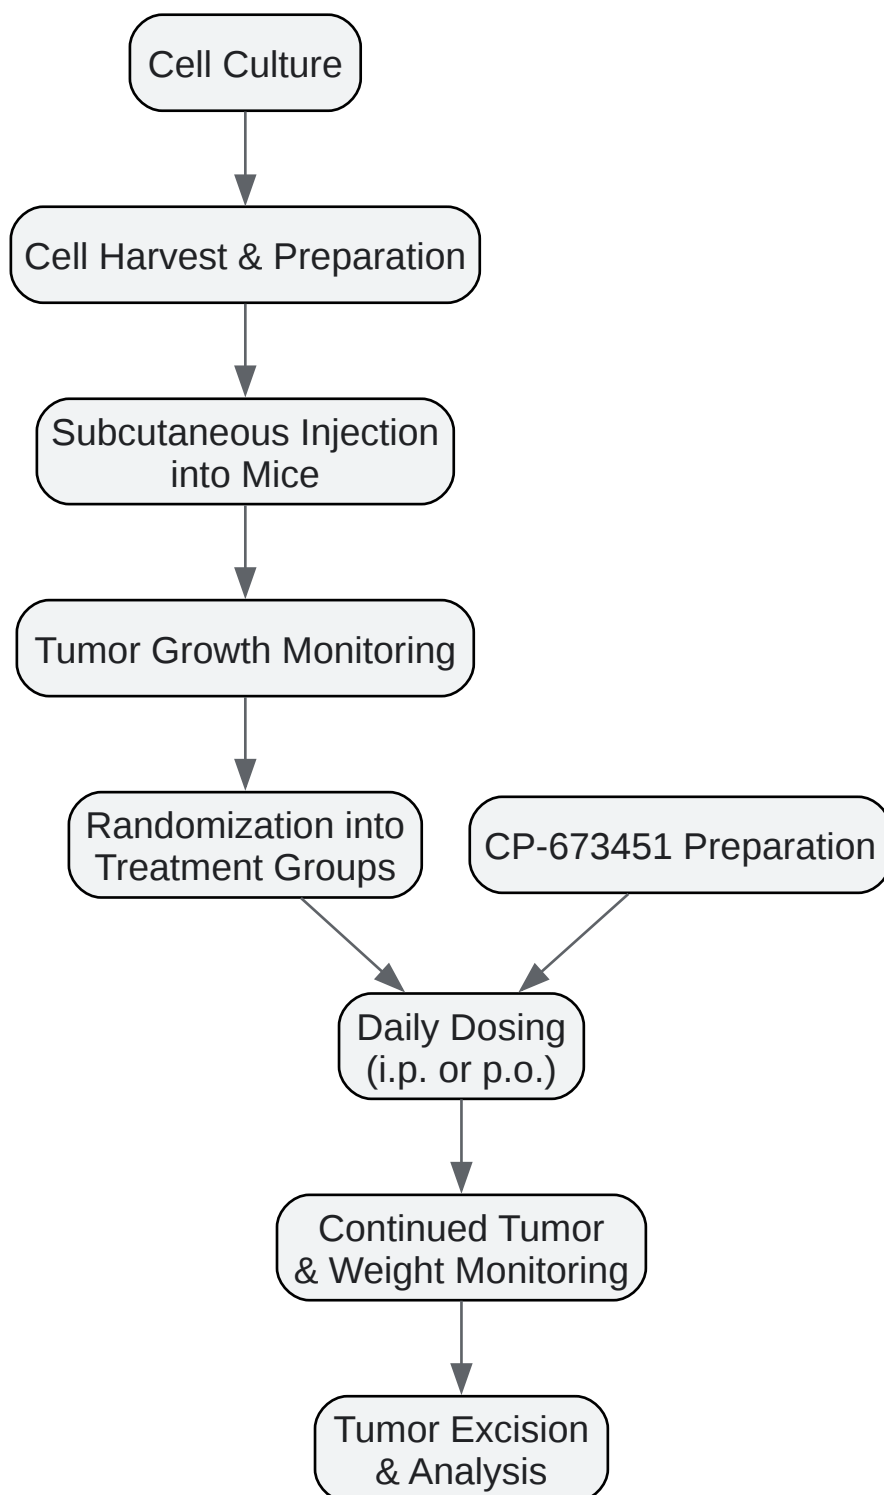 Cell Culture
Cell Harvest & Preparation
Subcutaneous Injection
into Mice
Tumor Growth Monitoring
Randomization into
Treatment Groups
CP-673451 Preparation
Daily Dosing
(i.p. or p.o.)
Continued Tumor
& Weight Monitoring
Tumor Excision
& Analysis